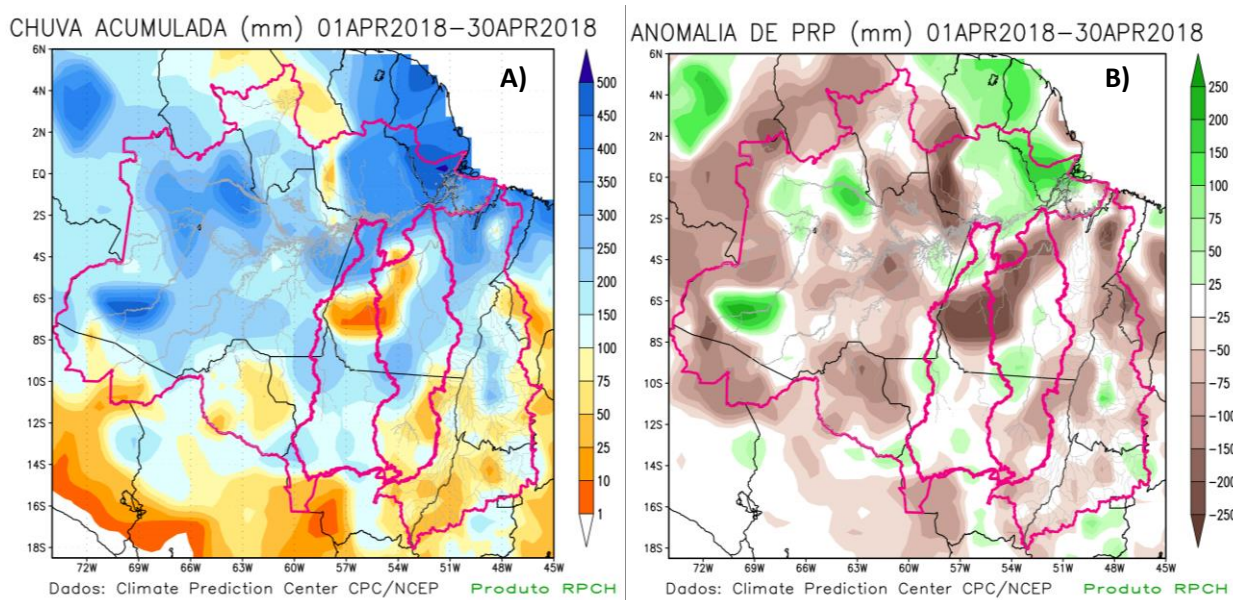 CHUVA ACUMULADA (mm) 01APR2018–30APR2018
A)
6N
4N
2N
EQ
2S
4S
6S
8S
10S
12S
14S
16S
18S
72W 69W 66W 63W 60W 57W 54W 51W 48W 45W
500
450
400
350
300
250
200
150
100
75
50
25
10
1
Dados: Climate Prediction Center CPC/NCEP Produto RPCH
ANOMALIA DE PRP (mm) 01APR2018–30APR2018
B)
6N
4N
2N
EQ
2S
4S
6S
8S
10S
12S
14S
16S
18S
72W 69W 66W 63W 60W 57W 54W 51W 48W 45W
250
200
150
100
75
50
25
−25
−50
−75
−100
−150
−200
−250
Dados: Climate Prediction Center CPC/NCEP Produto RPCH